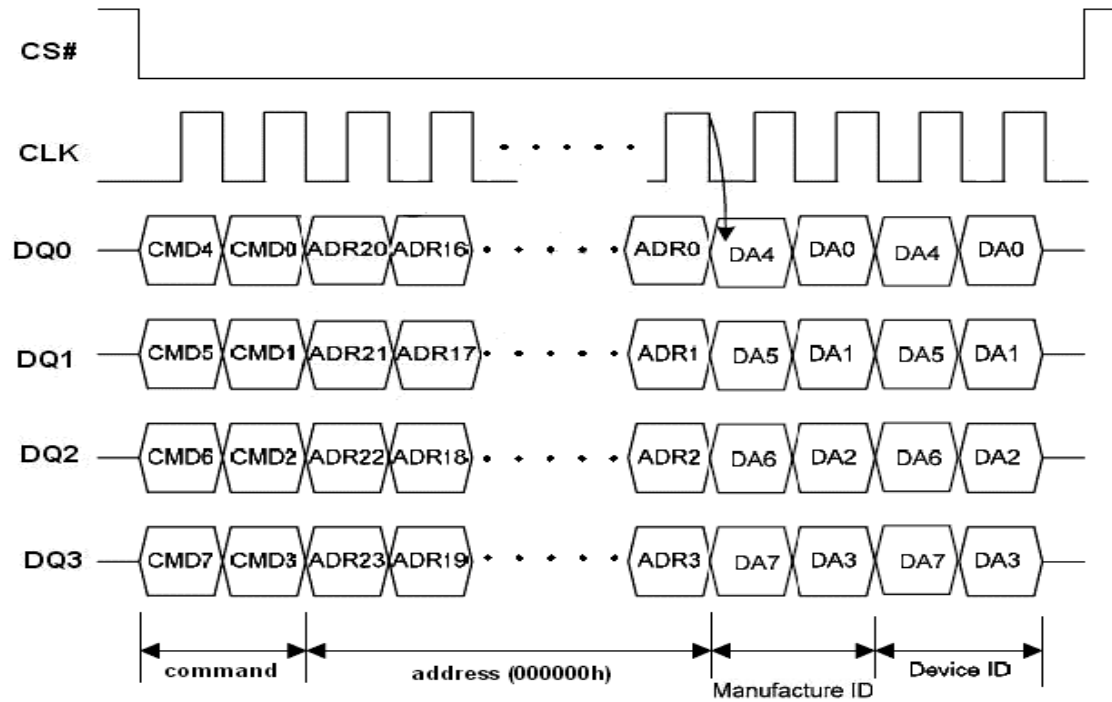 CS#
CLK
DQ0 CMD4 CMD0 ADR20 ADR16 ADR0 DA4 DA0 DA4 DA0
DQ1 CMD5 CMD1 ADR21 ADR17 ADR1 DA5 DA1 DA5 DA1
DQ2 CMD6 CMD2 ADR22 ADR18 ADR2 DA6 DA2 DA6 DA2
DQ3 CMD7 CMD3 ADR23 ADR19 ADR3 DA7 DA3 DA7 DA3
command address (000000h) Manufacture ID Device ID